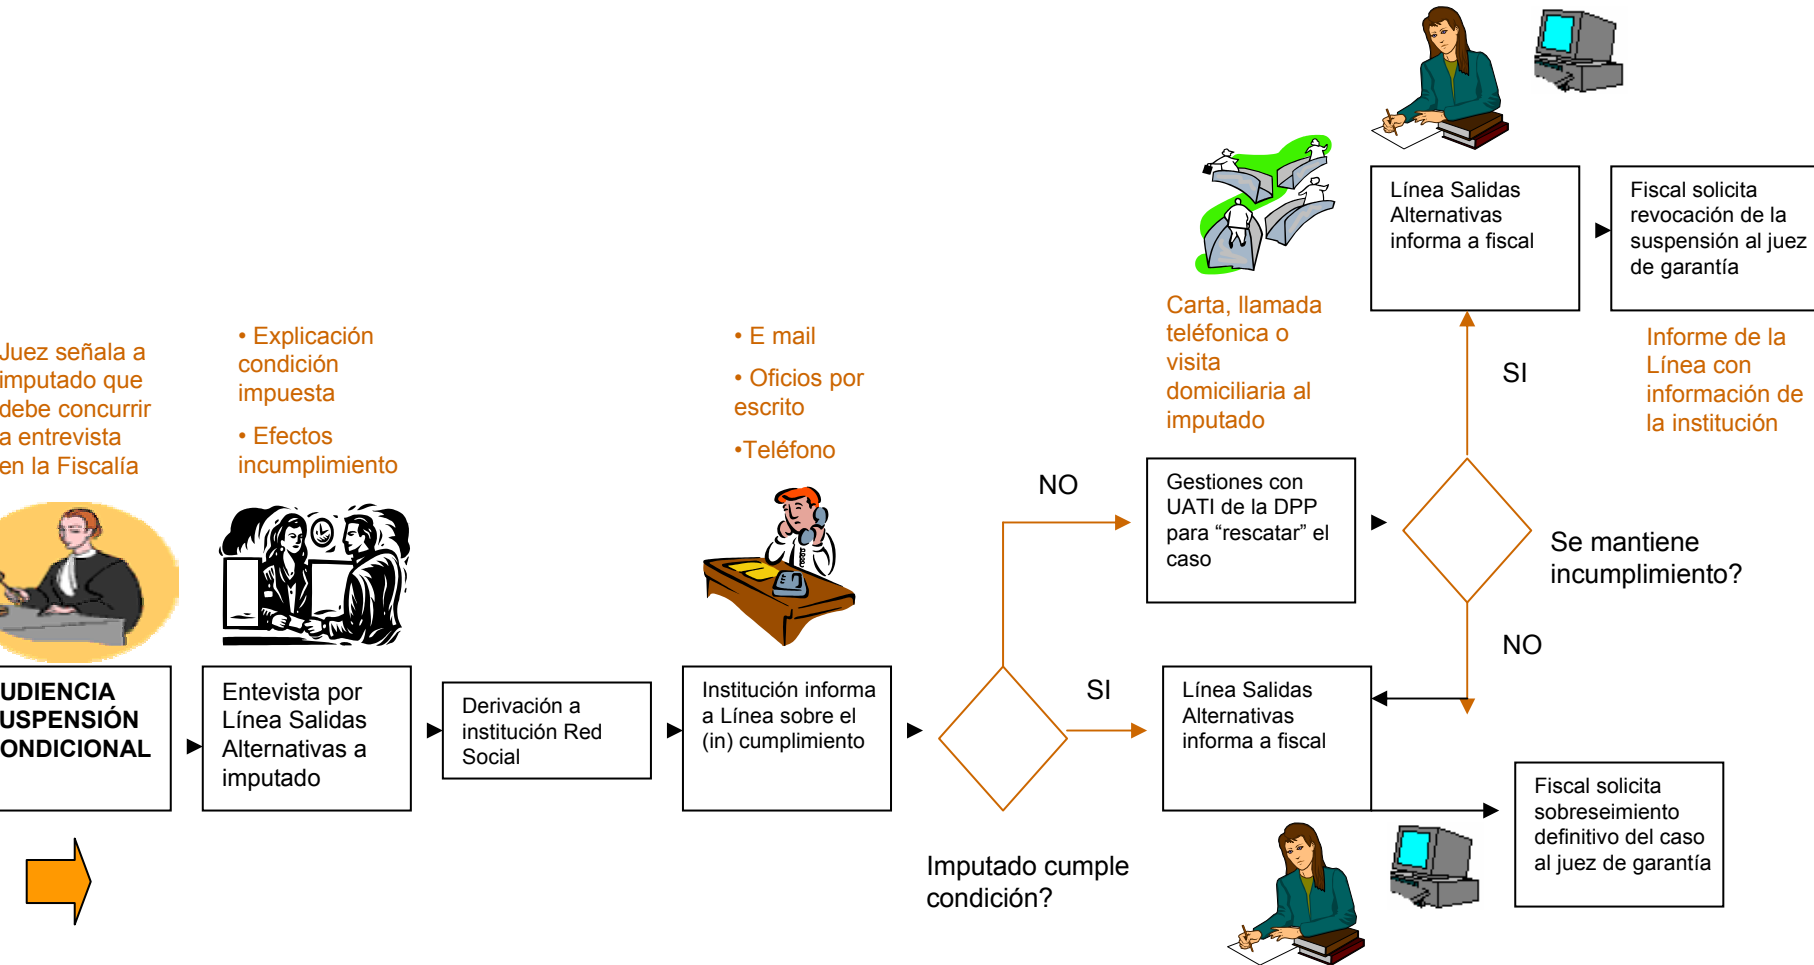 Juez señala a
imputado que
debe concurrir
a entrevista
en la Fiscalía
UDIENCIA
USPENSIÓN
ONDICIONAL
• Explicación
condición
impuesta
• Efectos
incumplimiento
Entevista por
Línea Salidas
Alternativas a
imputado
Derivación a
institución Red
Social
• E mail
• Oficios por
escrito
•Teléfono
Institución informa
a Línea sobre el
(in) cumplimiento
Imputado cumple
condición?
NO
SI
Carta, llamada
teléfonica o
visita
domiciliaria al
imputado
Gestiones con
UATI de la DPP
para “rescatar” el
caso
Línea Salidas
Alternativas
informa a fiscal
Se mantiene
incumplimiento?
SI
NO
Línea Salidas
Alternativas
informa a fiscal
Fiscal solicita
revocación de la
suspensión al juez
de garantía
Informe de la
Línea con
información de
la institución
Fiscal solicita
sobreseimiento
definitivo del caso
al juez de garantía